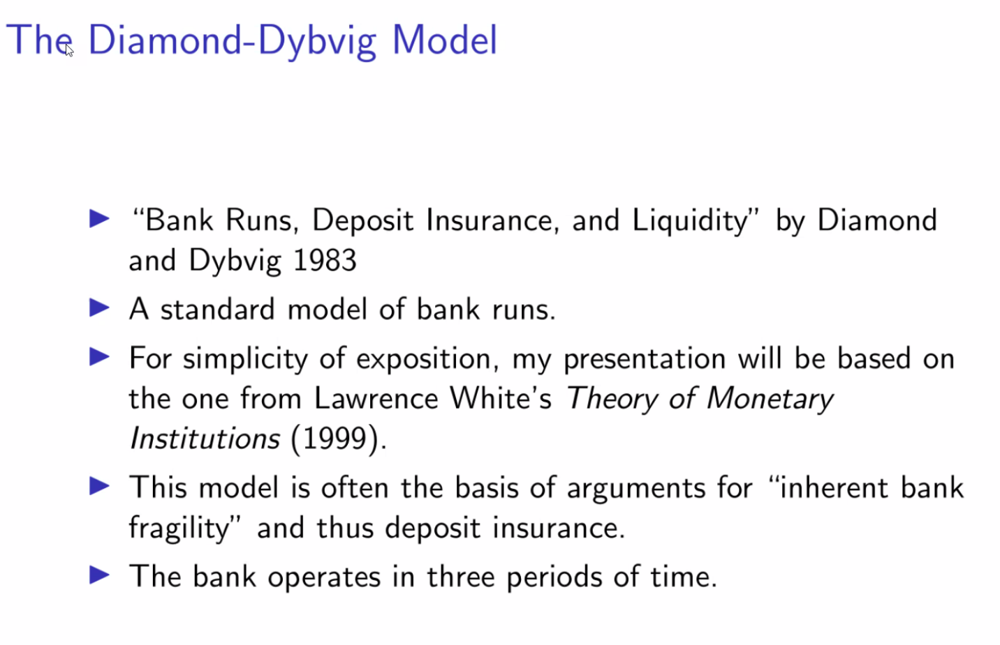 The Diamond-Dybvig Model
“Bank Runs, Deposit Insurance, and Liquidity” by Diamond
and Dybvig 1983
A standard model of bank runs.
For simplicity of exposition, my presentation will be based on
the one from Lawrence White's Theory of Monetary
Institutions (1999).
This model is often the basis of arguments for “inherent bank
fragility” and thus deposit insurance.
The bank operates in three periods of time.